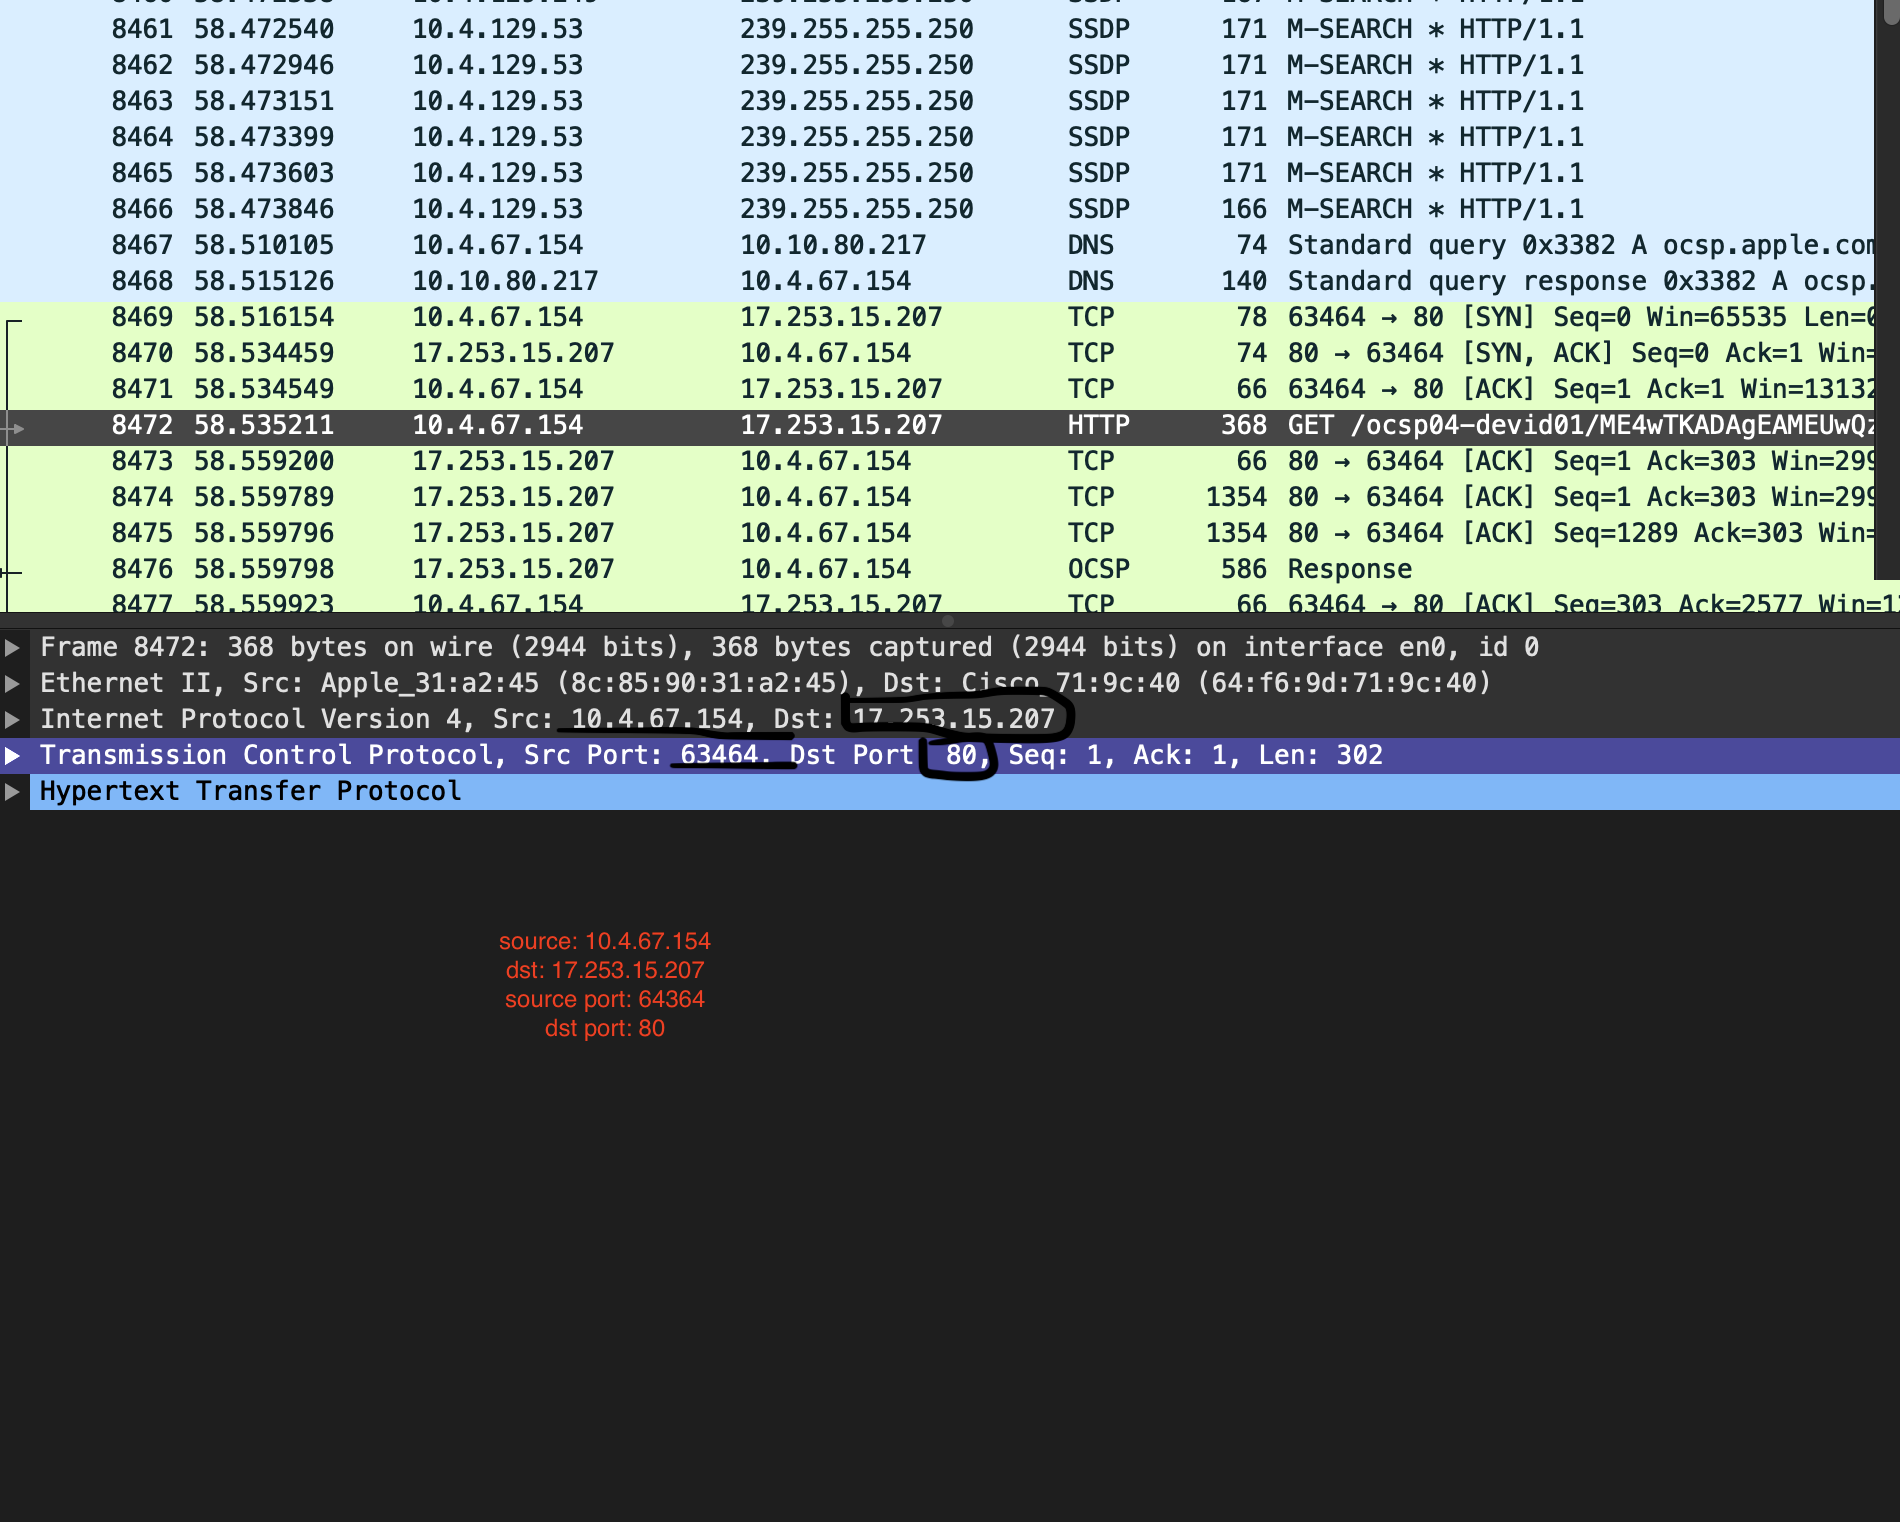 8461 58.472540 10.4.129.53 239.255.255.250 SSDP 171 M-SEARCH * HTTP/1.1
8462 58.472946 10.4.129.53 239.255.255.250 SSDP 171 M-SEARCH * HTTP/1.1
8463 58.473151 10.4.129.53 239.255.255.250 SSDP 171 M-SEARCH * HTTP/1.1
8464 58.473399 10.4.129.53 239.255.255.250 SSDP 171 M-SEARCH * HTTP/1.1
8465 58.473603 10.4.129.53 239.255.255.250 SSDP 171 M-SEARCH * HTTP/1.1
8466 58.473846 10.4.129.53 239.255.255.250 SSDP 166 M-SEARCH * HTTP/1.1
8467 58.510105 10.4.67.154 10.10.80.217 DNS 74 Standard query 0x3382 A ocsp.apple.com
8468 58.515126 10.10.80.217 10.4.67.154 DNS 140 Standard query response 0x3382 A ocsp.
8469 58.516154 10.4.67.154 17.253.15.207 TCP 78 63464 → 80 [SYN] Seq=0 Win=65535 Len=0
8470 58.534459 17.253.15.207 10.4.67.154 TCP 74 80 → 63464 [SYN, ACK] Seq=0 Ack=1 Win=
8471 58.534549 10.4.67.154 17.253.15.207 TCP 66 63464 → 80 [ACK] Seq=1 Ack=1 Win=13132
8472 58.535211 10.4.67.154 17.253.15.207 HTTP 368 GET /ocsp04-devid01/ME4wTKADAgEAMEUwQz
8473 58.559200 17.253.15.207 10.4.67.154 TCP 66 80 → 63464 [ACK] Seq=1 Ack=303 Win=299
8474 58.559789 17.253.15.207 10.4.67.154 TCP 1354 80 → 63464 [ACK] Seq=1 Ack=303 Win=299
8475 58.559796 17.253.15.207 10.4.67.154 TCP 1354 80 → 63464 [ACK] Seq=1289 Ack=303 Win=
8476 58.559798 17.253.15.207 10.4.67.154 OCSP 586 Response
8477 58.559923 10.4.67.154 17.253.15.207 TCP 66 63464 → 80 [ACK] Seq=303 Ack=2577 Win=1
Frame 8472: 368 bytes on wire (2944 bits), 368 bytes captured (2944 bits) on interface en0, id 0
Ethernet II, Src: Apple_31:a2:45 (8c:85:90:31:a2:45), Dst: Cisco_71:9c:40 (64:f6:9d:71:9c:40)
Internet Protocol Version 4, Src: 10.4.67.154, Dst: 17.253.15.207
Transmission Control Protocol, Src Port: 63464, Dst Port 80, Seq: 1, Ack: 1, Len: 302
Hypertext Transfer Protocol
source: 10.4.67.154
dst: 17.253.15.207
source port: 64364
dst port: 80